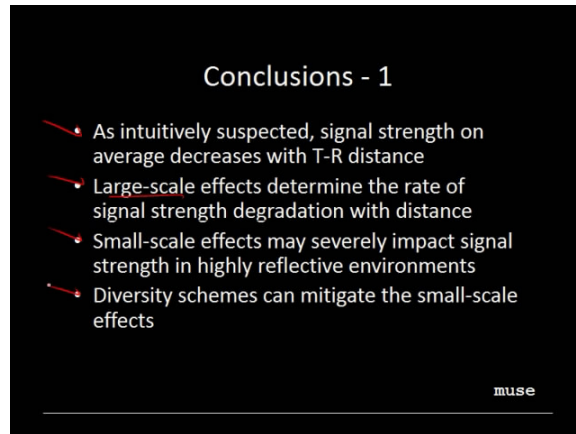 Conclusions - 1
• As intuitively suspected, signal strength on
average decreases with T-R distance
• Large-scale effects determine the rate of
signal strength degradation with distance
• Small-scale effects may severely impact signal
strength in highly reflective environments
• Diversity schemes can mitigate the small-scale
effects
muse